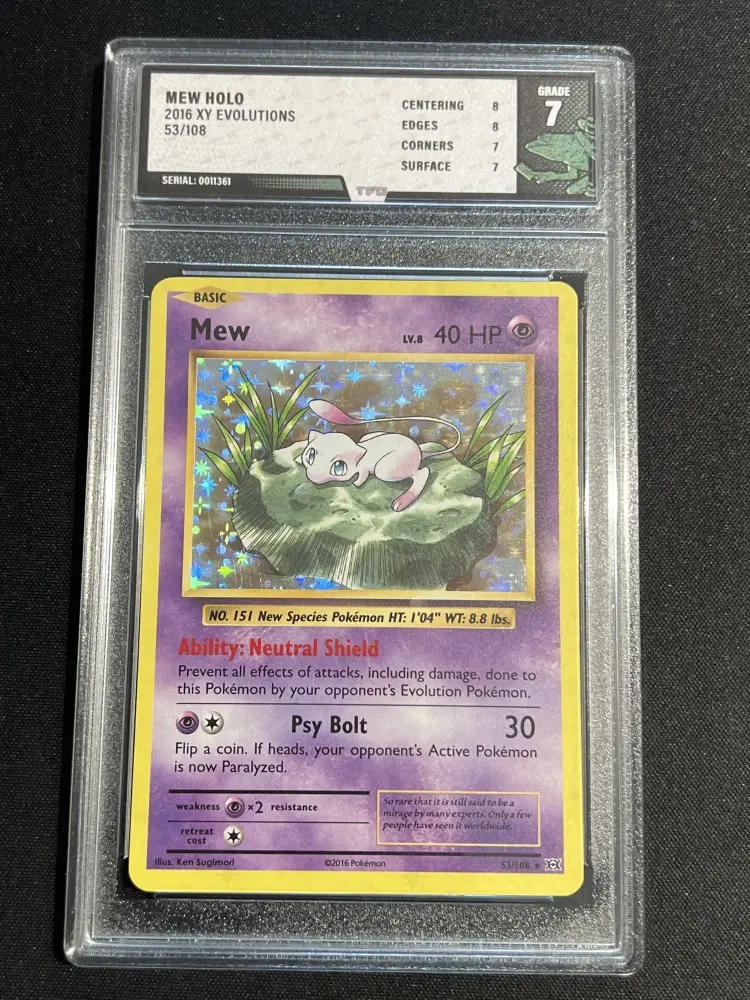 MEW HOLO
2016 XY EVOLUTIONS
53/108
CENTERING 8
EDGES 8
CORNERS 7
SURFACE 7
GRADE
7
SERIAL: 0011361
TFG
BASIC
Mew
LV.8 40 HP
NO. 151 New Species Pokémon HT: 1'04" WT: 8.8 lbs.
Ability: Neutral Shield
Prevent all effects of attacks, including damage, done to
this Pokémon by your opponent's Evolution Pokémon.
Psy Bolt 30
Flip a coin. If heads, your opponent's Active Pokémon
is now Paralyzed.
weakness ×2 resistance
retreat
cost
So rare that it is still said to be a
mirage by many experts. Only a few
people have seen it worldwide.
Illus. Ken Sugimori ©2016 Pokémon 53/108 ★